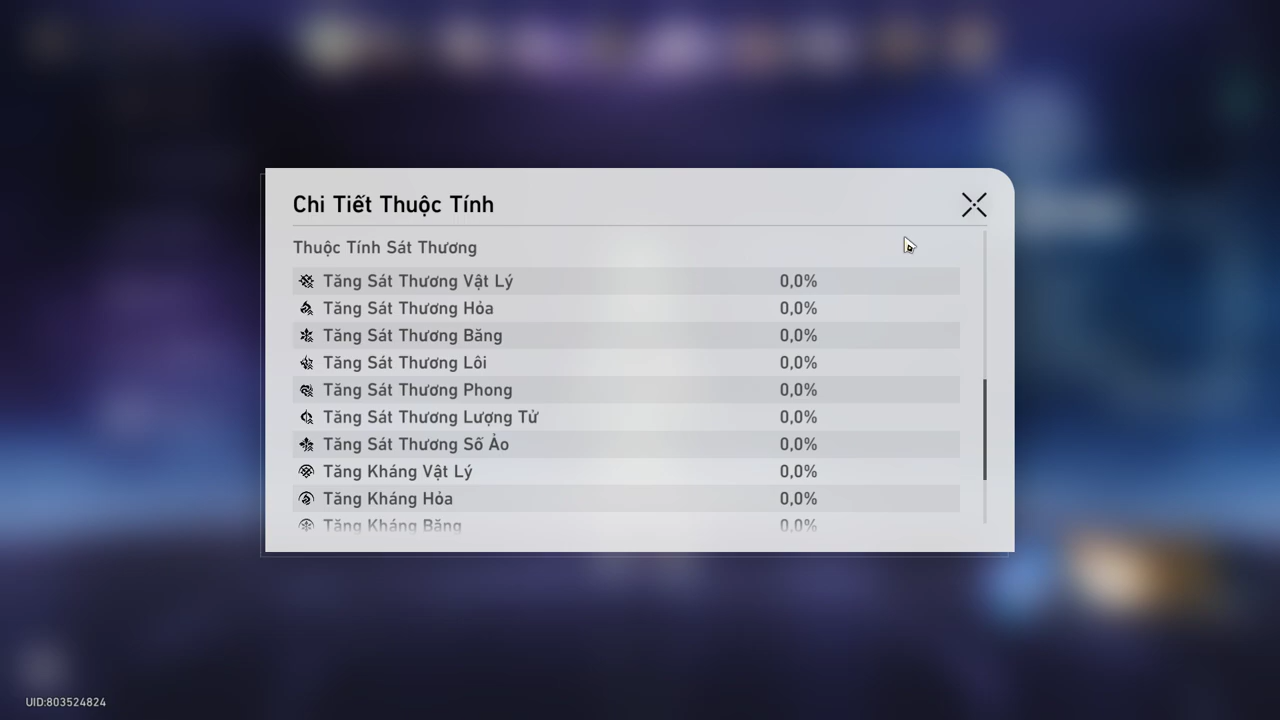 Chi Tiết Thuộc Tính
Thuộc Tính Sát Thương
Tăng Sát Thương Vật Lý 0,0%
Tăng Sát Thương Hỏa 0,0%
Tăng Sát Thương Băng 0,0%
Tăng Sát Thương Lôi 0,0%
Tăng Sát Thương Phong 0,0%
Tăng Sát Thương Lượng Tử 0,0%
Tăng Sát Thương Số Ảo 0,0%
Tăng Kháng Vật Lý 0,0%
Tăng Kháng Hỏa 0,0%
Tăng Kháng Băng 0,0%
UID:803524824